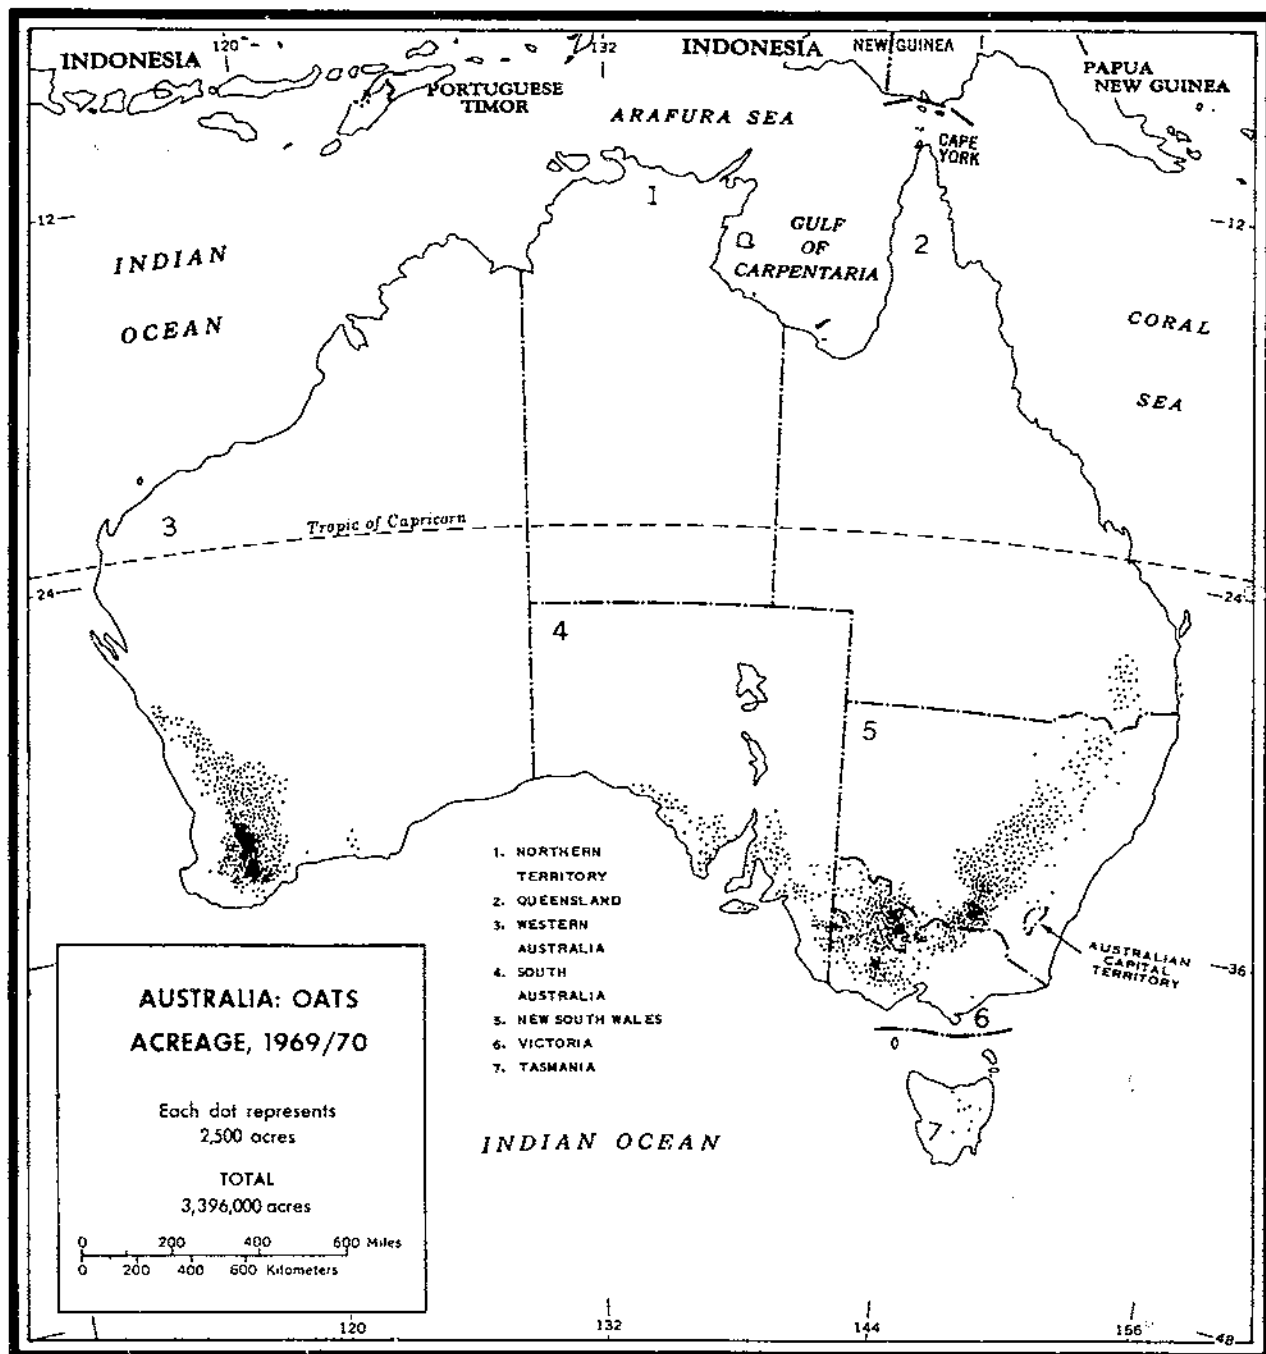 120
132
INDONESIA
INDONESIA
NEW GUINEA
PAPUA
NEW GUINEA
PORTUGUESE
TIMOR
ARAFURA SEA
CAPE
YORK
1
12
12
GULF
OF
CARPENTARIA
2
INDIAN
OCEAN
CORAL
SEA
3
Tropic of Capricorn
24
24
4
5
1. NORTHERN
TERRITORY
2. QUEENSLAND
3. WESTERN
AUSTRALIA
4. SOUTH
AUSTRALIA
5. NEW SOUTH WALES
6. VICTORIA
7. TASMANIA
AUSTRALIAN
CAPITAL
TERRITORY
36
6
7
INDIAN OCEAN
AUSTRALIA: OATS
ACREAGE, 1969/70
Each dot represents
2,500 acres
TOTAL
3,396,000 acres
0 200 400 600 Miles
0 200 400 600 Kilometers
120
132
144
156
48